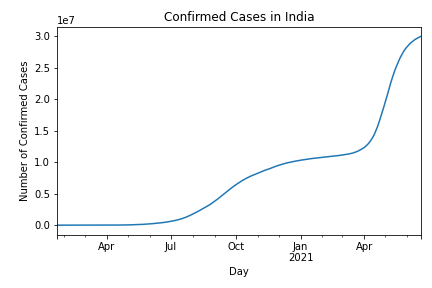 Confirmed Cases in India
1e7
3.0
2.5
2.0
1.5
1.0
0.5
0.0
Number of Confirmed Cases
Apr Jul Oct Jan Apr
2021
Day